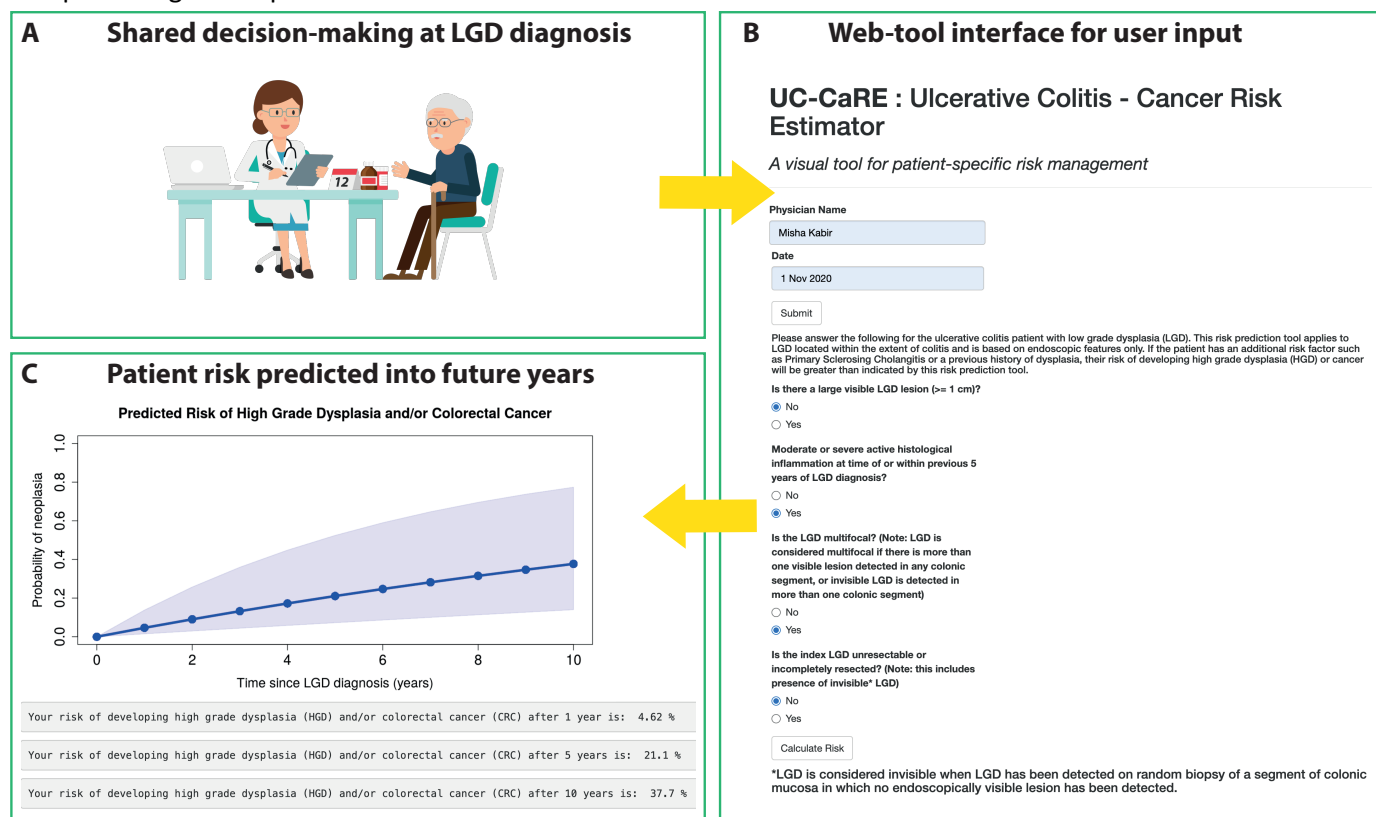 A Shared decision-making at LGD diagnosis
12
B Web-tool interface for user input
UC-CaRE : Ulcerative Colitis - Cancer Risk
Estimator
A visual tool for patient-specific risk management
Physician Name
Misha Kabir
Date
1 Nov 2020
Submit
Please answer the following for the ulcerative colitis patient with low grade dysplasia (LGD). This risk prediction tool applies to
LGD located within the extent of colitis and is based on endoscopic features only. If the patient has an additional risk factor such
as Primary Sclerosing Cholangitis or a previous history of dysplasia, their risk of developing high grade dysplasia (HGD) or cancer
will be greater than indicated by this risk prediction tool.
Is there a large visible LGD lesion (>= 1 cm)?
No
Yes
Moderate or severe active histological
inflammation at time of or within previous 5
years of LGD diagnosis?
No
Yes
Is the LGD multifocal? (Note: LGD is
considered multifocal if there is more than
one visible lesion detected in any colonic
segment, or invisible LGD is detected in
more than one colonic segment)
No
Yes
Is the index LGD unresectable or
incompletely resected? (Note: this includes
presence of invisible* LGD)
No
Yes
Calculate Risk
*LGD is considered invisible when LGD has been detected on random biopsy of a segment of colonic
mucosa in which no endoscopically visible lesion has been detected.
C Patient risk predicted into future years
Predicted Risk of High Grade Dysplasia and/or Colorectal Cancer
Probability of neoplasia
1.0
0.8
0.6
0.4
0.2
0.0
0 2 4 6 8 10
Time since LGD diagnosis (years)
Your risk of developing high grade dysplasia (HGD) and/or colorectal cancer (CRC) after 1 year is: 4.62 %
Your risk of developing high grade dysplasia (HGD) and/or colorectal cancer (CRC) after 5 years is: 21.1 %
Your risk of developing high grade dysplasia (HGD) and/or colorectal cancer (CRC) after 10 years is: 37.7 %